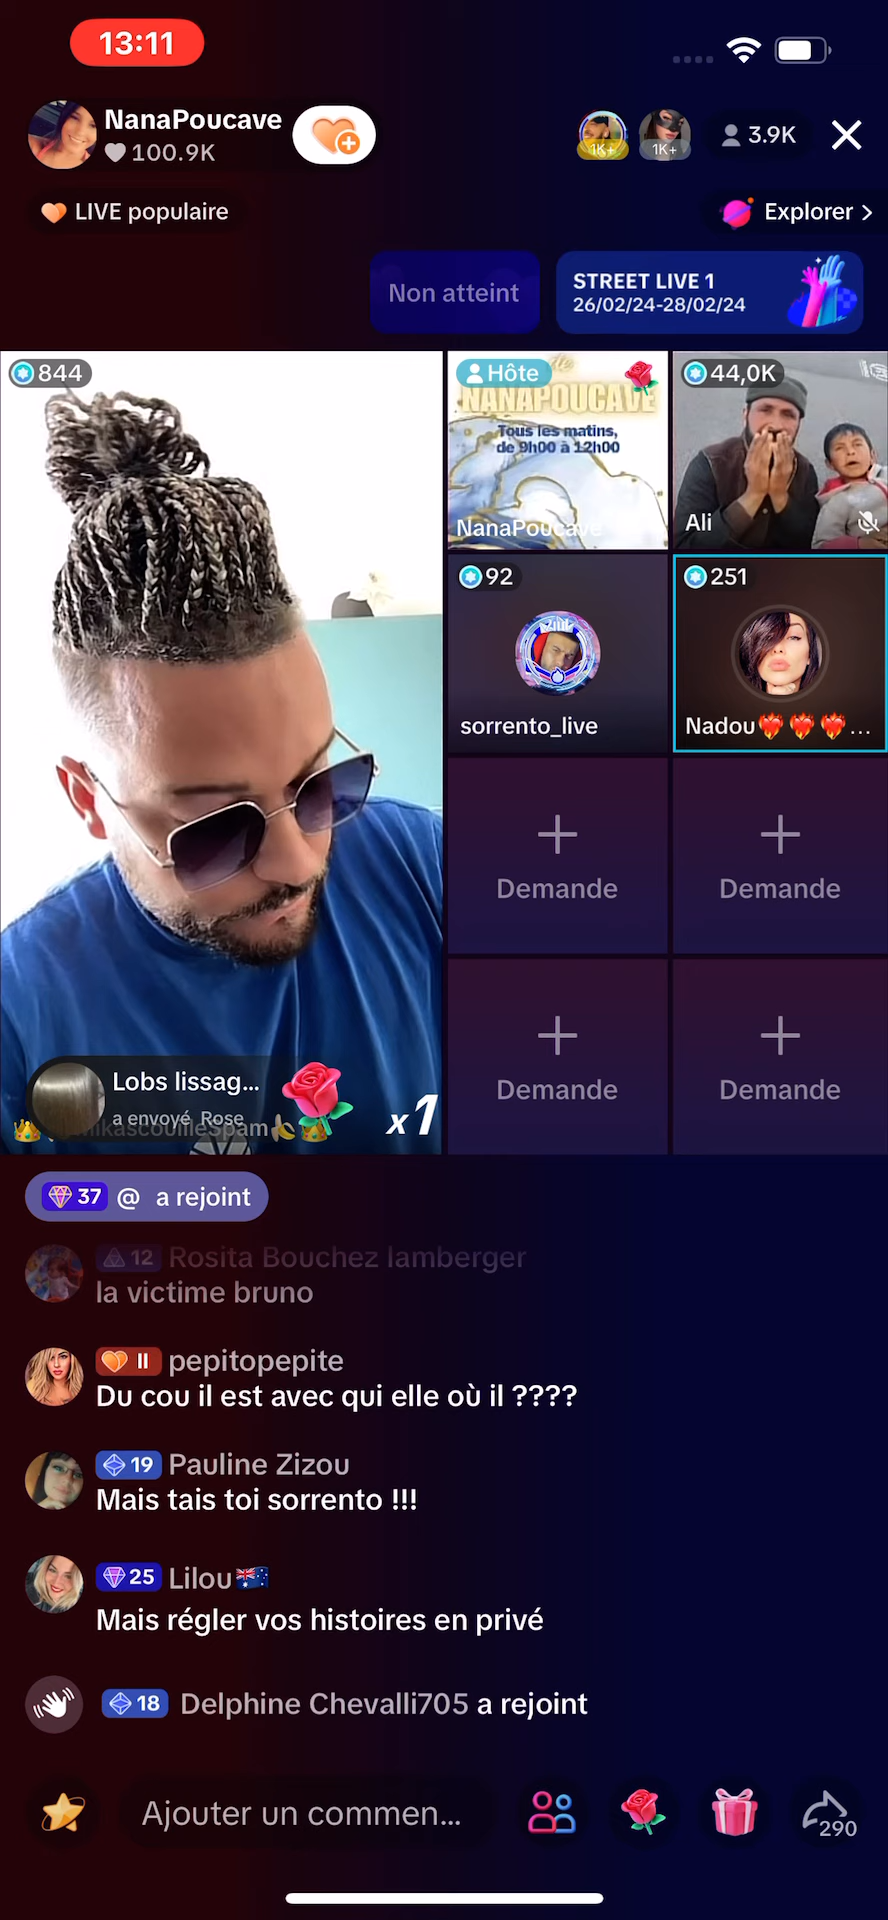 13:11
NanaPoucave
100.9K
1K+
1K+
3.9K
LIVE populaire
Explorer >
Non atteint
STREET LIVE 1
26/02/24-28/02/24
844
Hôte
NANAPOUCAVE
Tous les matins,
de 9h00 à 12h00
NanaPoucave
44,0K
Ali
92
sorrento_live
251
Nadou❤️‍🔥❤️‍🔥❤️‍🔥...
Demande
Demande
Demande
Demande
Lobs lissag...
a envoyé Rose
x1
37 @ a rejoint
12 Rosita Bouchez lamberger
la victime bruno
II pepitopepite
Du cou il est avec qui elle où il ????
19 Pauline Zizou
Mais tais toi sorrento !!!
25 Lilou🇦🇺
Mais régler vos histoires en privé
18 Delphine Chevalli705 a rejoint
Ajouter un commen...
290